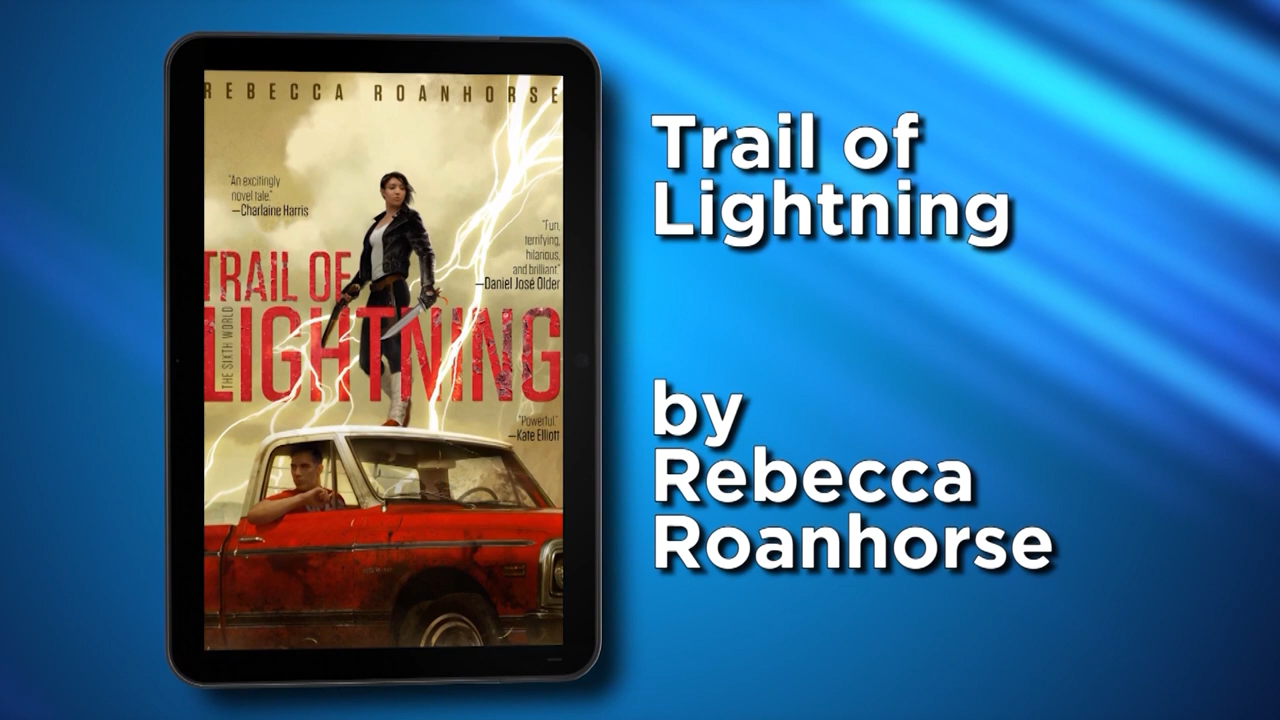 REBECCA ROANHORSE
"An excitingly
novel tale."
—Charlaine Harris
"Fun,
terrifying,
hilarious,
and brilliant"
—Daniel José Older
TRAIL OF
LIGHTNING
THE SIXTH WORLD
"Powerful."
—Kate Elliott
Trail of
Lightning
by
Rebecca
Roanhorse